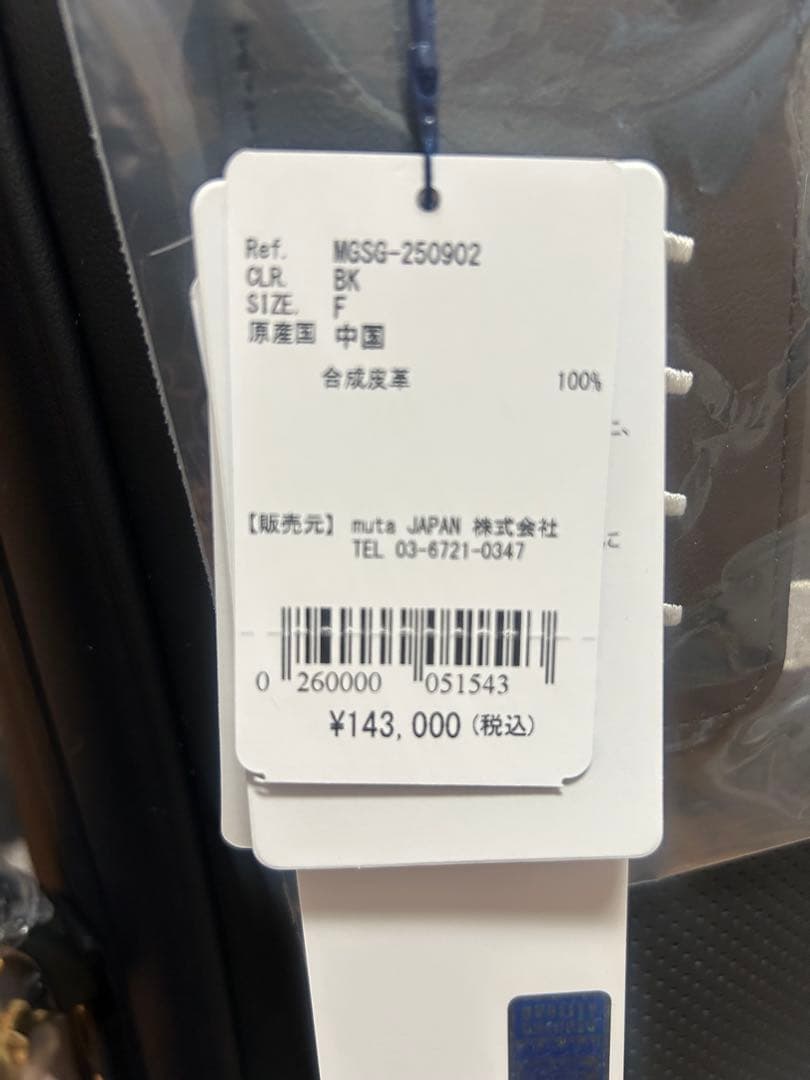 Ref. MGSG-250902
CLR. BK
SIZE. F
原産国 中国
合成皮革 100%
【販売元】 muta JAPAN 株式会社
TEL 03-6721-0347
0 260000 051543
¥143,000(税込)